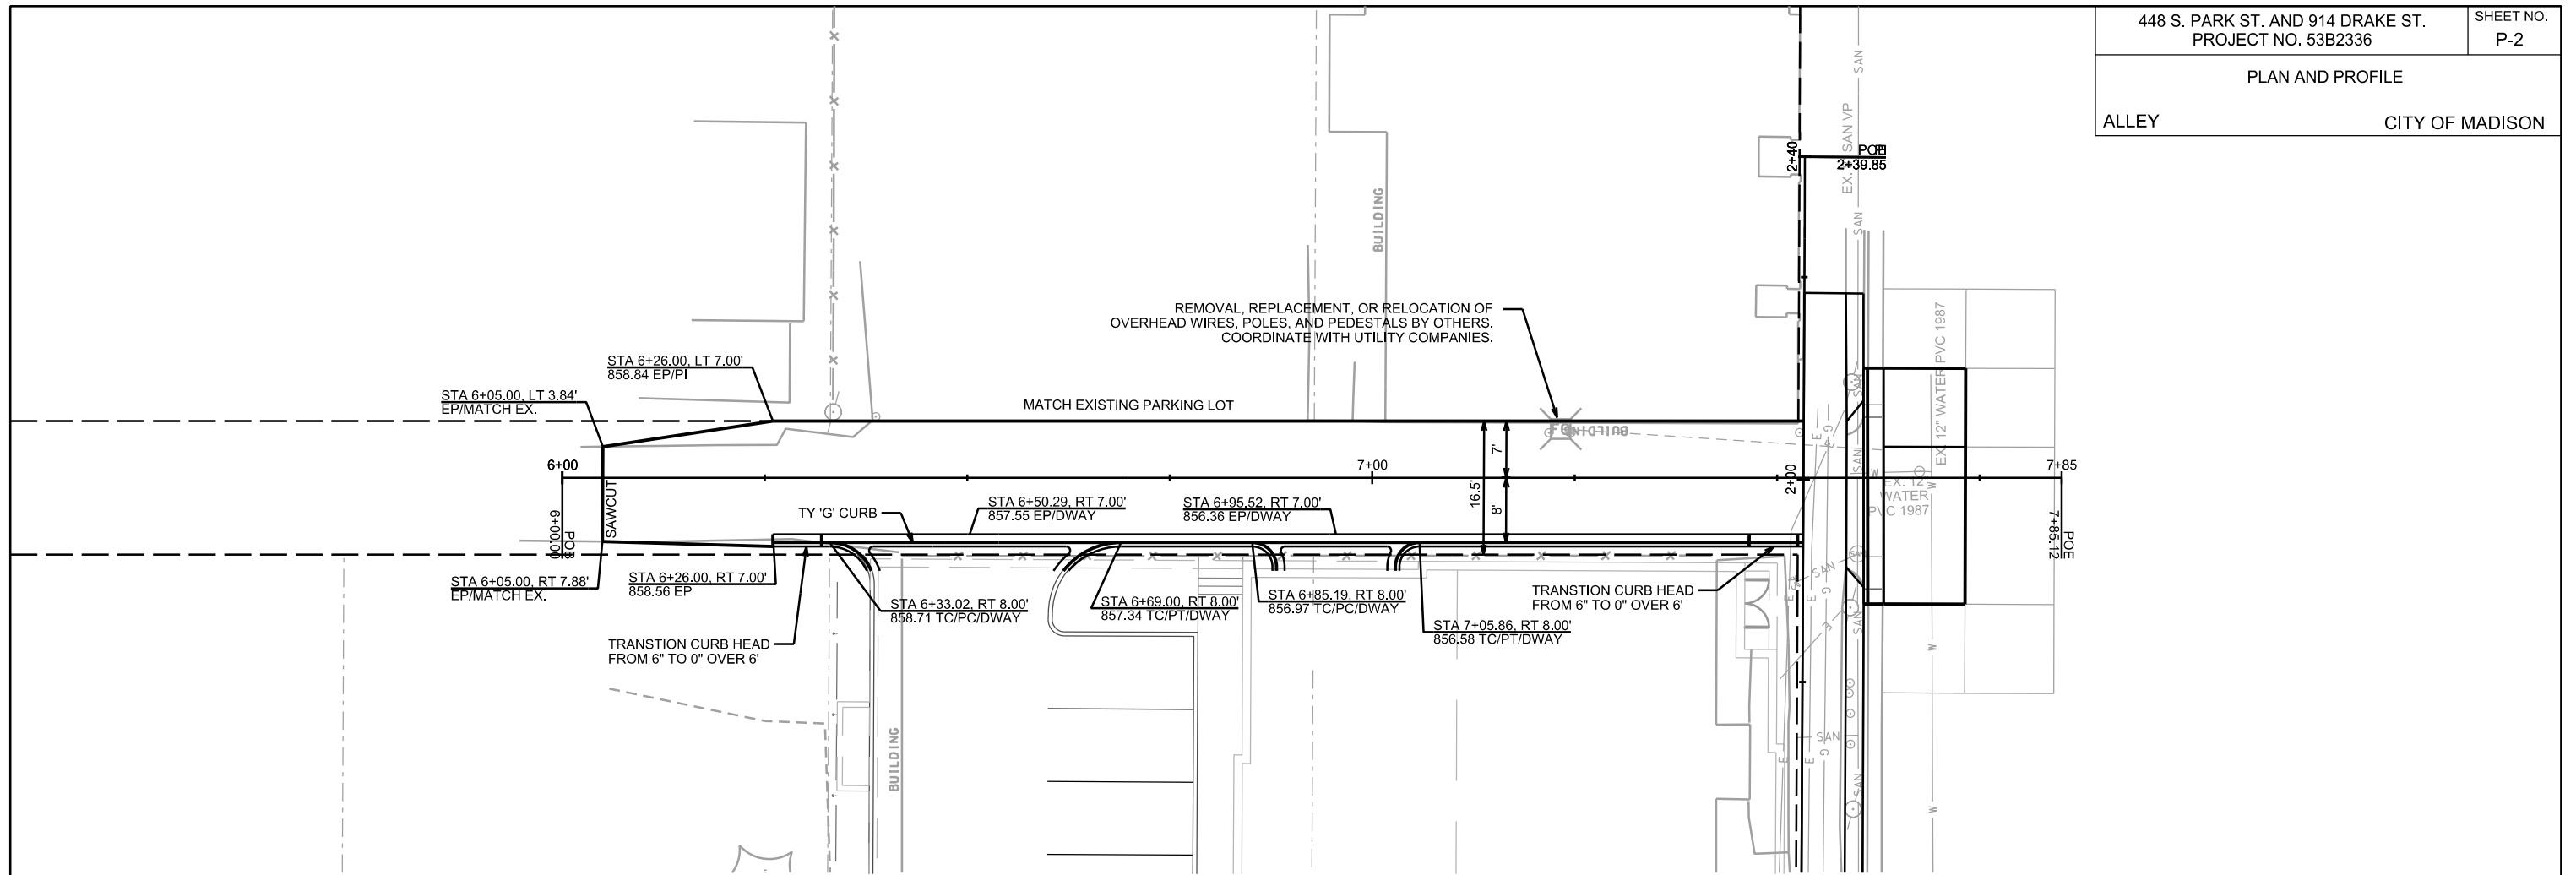 448 S. PARK ST. AND 914 DRAKE ST.
PROJECT NO. 53B2336
SHEET NO.
P-2
PLAN AND PROFILE
ALLEY
CITY OF MADISON
SAN
EX. SAN VP
SAN
2+40
2+39.85
BUILDING
REMOVAL, REPLACEMENT, OR RELOCATION OF
OVERHEAD WIRES, POLES, AND PEDESTALS BY OTHERS.
COORDINATE WITH UTILITY COMPANIES.
EX. 12" WATER PVC 1987
STA 6+26.00, LT 7.00'
858.84 EP/PI
STA 6+05.00, LT 3.84'
EP/MATCH EX.
MATCH EXISTING PARKING LOT
BUILDING
SAN
E
G
6+00
7+00
7+85
7'
16.5'
8'
2+00
SAN
W
EX. 12"
WATER
PVC 1987
W
SAWCUT
POB
6+00.00
TY 'G' CURB
STA 6+50.29, RT 7.00'
857.55 EP/DWAY
STA 6+95.52, RT 7.00'
856.36 EP/DWAY
POE
7+85.12
STA 6+05.00, RT 7.88'
EP/MATCH EX.
STA 6+26.00, RT 7.00'
858.56 EP
STA 6+33.02, RT 8.00'
858.71 TC/PC/DWAY
STA 6+69.00, RT 8.00'
857.34 TC/PT/DWAY
STA 6+85.19, RT 8.00'
856.97 TC/PC/DWAY
STA 7+05.86, RT 8.00'
856.58 TC/PT/DWAY
TRANSTION CURB HEAD
FROM 6" TO 0" OVER 6'
TRANSTION CURB HEAD
FROM 6" TO 0" OVER 6'
SAN
E
G
E
SAN
W
BUILDING
SAN
E
E
G
SAN
W